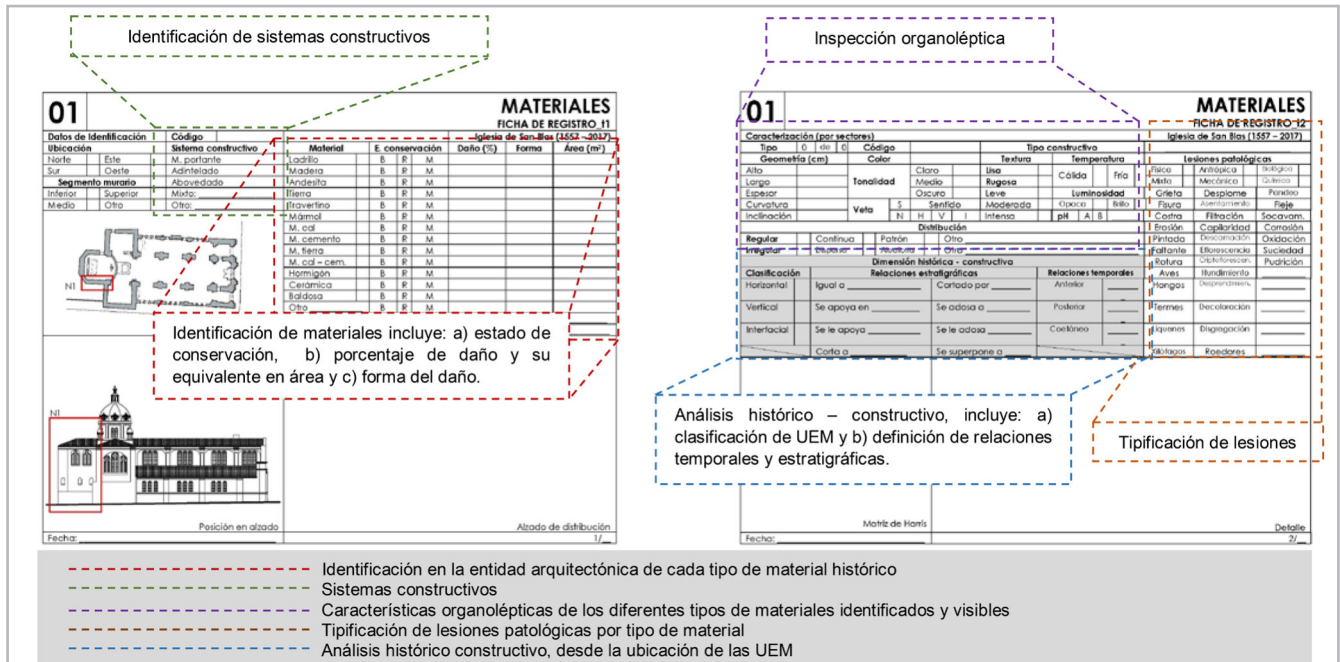 Identificación de sistemas constructivos
Inspección organoléptica
01
MATERIALES
FICHA DE REGISTRO_t1
Datos de Identificación Código Iglesia de San Blas (1557 - 2017)
Ubicación Sistema constructivo Material E. conservación Daño (%) Forma Área (m²)
Norte Este M. portante Ladrillo B R M
Sur Oeste Adintelado Madera B R M
Segmento murario Abovedado Andesita B R M
Inferior Superior Mixto: Tierra B R M
Medio Otro Otro: Travertino B R M
Mármol B R M
M. cal B R M
M. cemento B R M
M. tierra B R M
M. cal – cem. B R M
Hormigón B R M
Cerámica B R M
Baldosa B R M
Otro B R M
N1
Identificación de materiales incluye: a) estado de
conservación, b) porcentaje de daño y su
equivalente en área y c) forma del daño.
N1
Posición en alzado
Alzado de distribución
Fecha: 1/
01
MATERIALES
FICHA DE REGISTRO_t2
Caracterización (por sectores) Iglesia de San Blas (1557 - 2017)
Tipo 0 de 0 Código Tipo constructivo
Geometría (cm) Color Textura Temperatura Lesiones patológicas
Alto Tonalidad Claro Lisa Cálida Fría Física Antrópica Biológica
Largo Medio Rugosa Mixta Mecánica Química
Espesor Oscuro Leve Luminosidad Grieta Desplome Pandeo
Curvatura Veta S Sentido Moderada Opaca Brillo Fisura Asentamiento Fleje
Inclinación N H V I Intensa pH A B Costra Filtración Socavam.
Distribución Erosión Capilaridad Corrosión
Regular Continua Patrón Otro Pintada Descamación Oxidación
Irregular Dispersa Aleatoria Otro Faltante Eflorescencia Suciedad
Dimensión histórica - constructiva Rotura Criptoflorescen. Pudrición
Clasificación Relaciones estratigráficas Relaciones temporales Aves Hundimiento
Horizontal Igual a Cortado por Anterior Hongos Desprendimien.
Vertical Se apoya en Se adosa a Posterior Termes Decoloración
Interfacial Se le apoya Se le adosa Coetáneo Líquenes Disgregación
Corta a Se superpone a Xilófagos Roedores
Análisis histórico – constructivo, incluye: a)
clasificación de UEM y b) definición de relaciones
temporales y estratigráficas.
Tipificación de lesiones
Matriz de Harris
Detalle
Fecha: 2/
Identificación en la entidad arquitectónica de cada tipo de material histórico
Sistemas constructivos
Características organolépticas de los diferentes tipos de materiales identificados y visibles
Tipificación de lesiones patológicas por tipo de material
Análisis histórico constructivo, desde la ubicación de las UEM